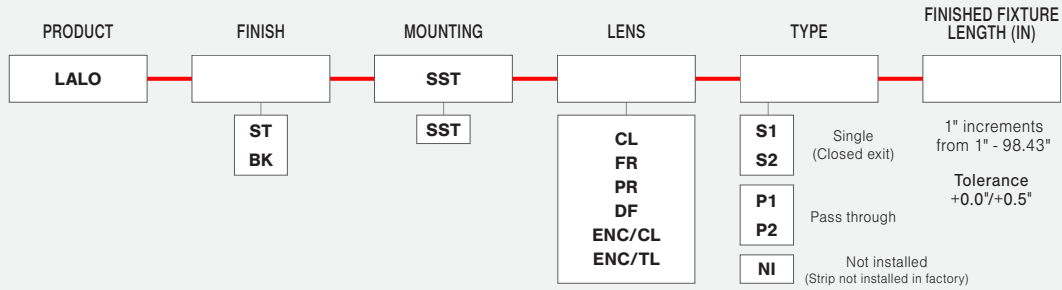 PRODUCT
FINISH
MOUNTING
LENS
TYPE
FINISHED FIXTURE
LENGTH (IN)
LALO
SST
ST
BK
SST
CL
FR
PR
DF
ENC/CL
ENC/TL
S1
S2
Single
(Closed exit)
P1
P2
Pass through
NI
Not installed
(Strip not installed in factory)
1" increments
from 1" - 98.43"
Tolerance
+0.0"/+0.5"